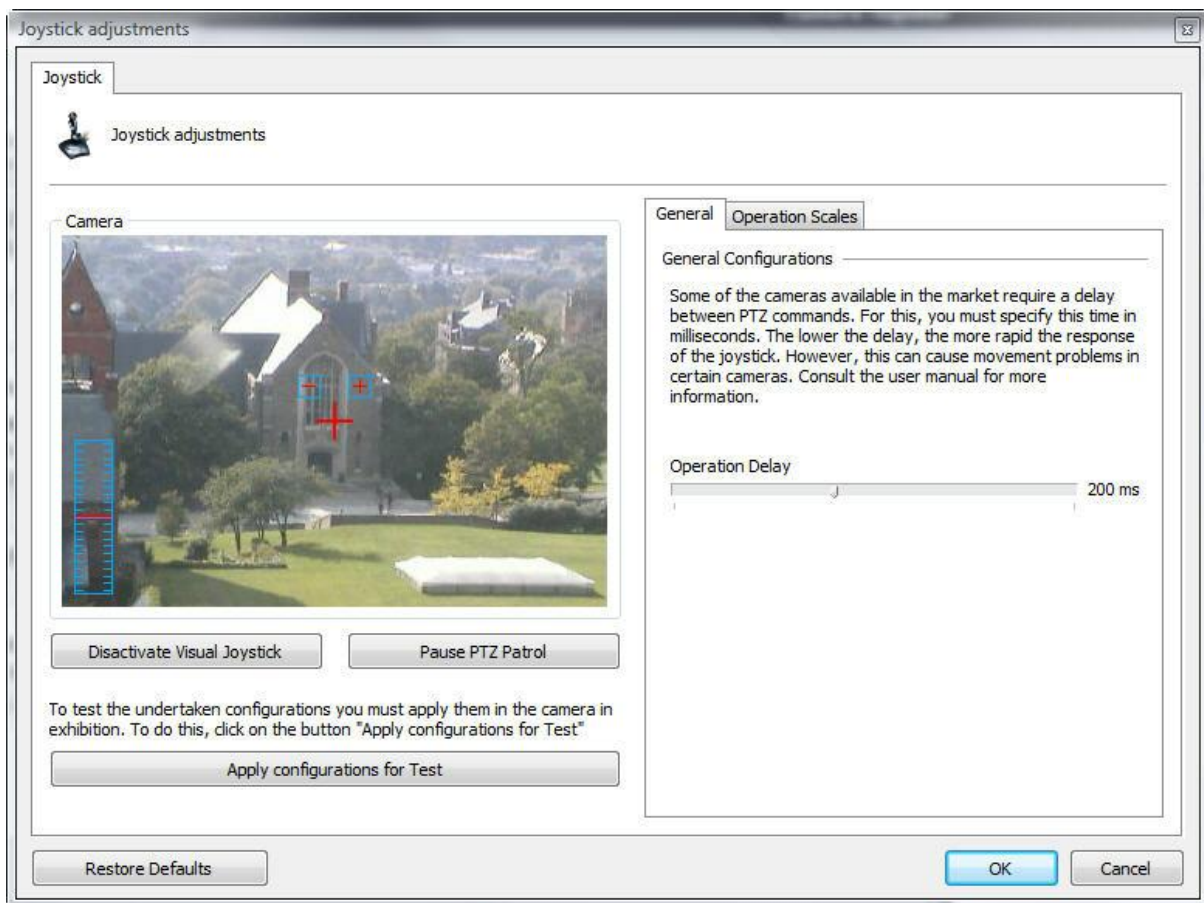 Joystick adjustments
Joystick
Joystick adjustments
Camera
Disactivate Visual Joystick
Pause PTZ Patrol
To test the undertaken configurations you must apply them in the camera in
exhibition. To do this, click on the button "Apply configurations for Test"
Apply configurations for Test
General
Operation Scales
General Configurations
Some of the cameras available in the market require a delay
between PTZ commands. For this, you must specify this time in
milliseconds. The lower the delay, the more rapid the response
of the joystick. However, this can cause movement problems in
certain cameras. Consult the user manual for more
information.
Operation Delay
200 ms
Restore Defaults
OK
Cancel